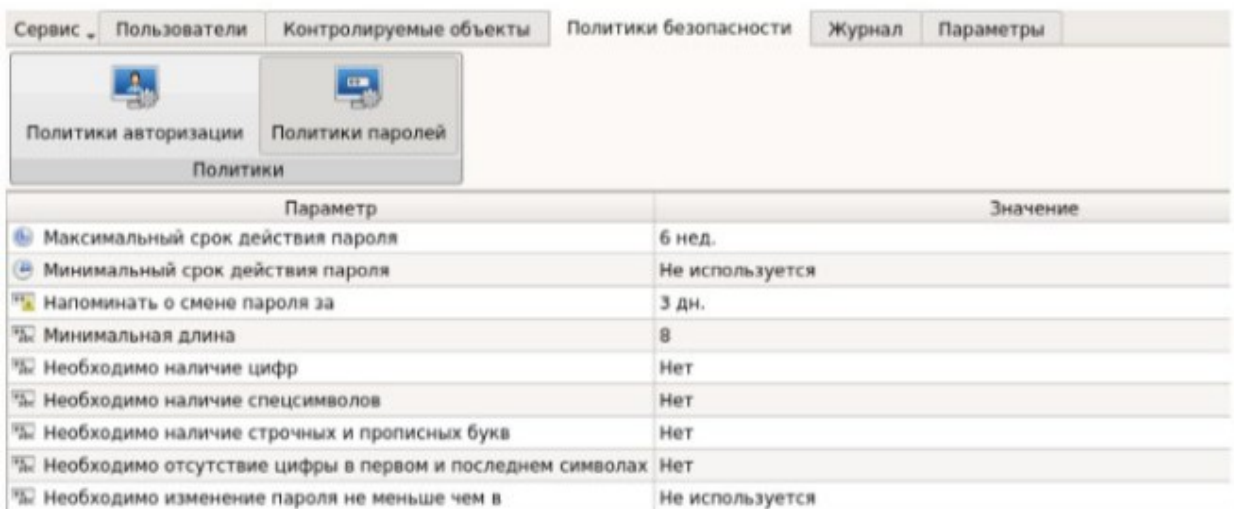 Сервис Пользователи Контролируемые объекты Политики безопасности Журнал Параметры
Политики авторизации Политики паролей
Политики
Параметр Значение
Максимальный срок действия пароля 6 нед.
Минимальный срок действия пароля Не используется
Напоминать о смене пароля за 3 дн.
Минимальная длина 8
Необходимо наличие цифр Нет
Необходимо наличие спецсимволов Нет
Необходимо наличие строчных и прописных букв Нет
Необходимо отсутствие цифры в первом и последнем символах Нет
Необходимо изменение пароля не меньше чем в Не используется